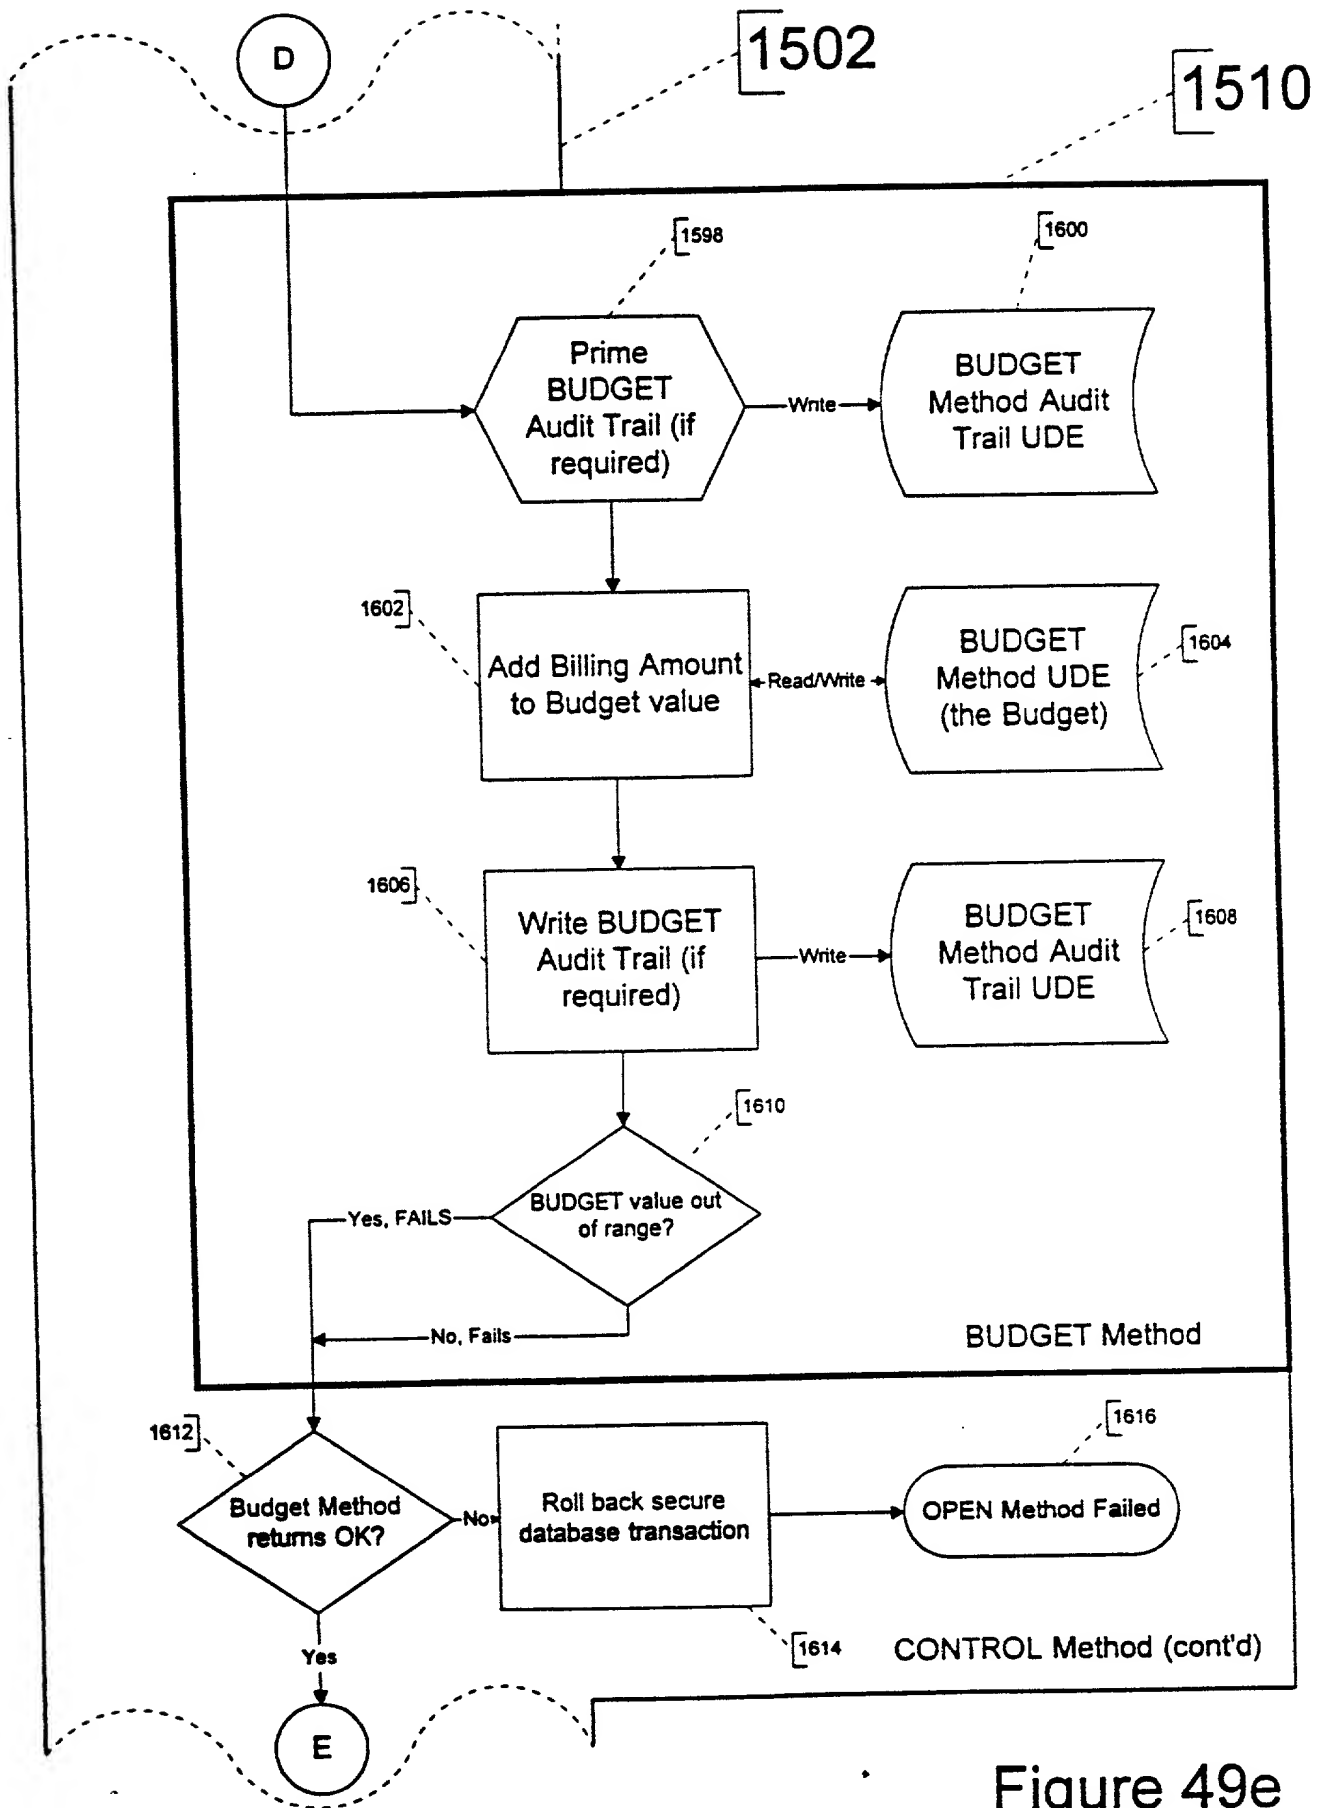 D
1502
1510
1598
1600
Prime
BUDGET
Audit Trail (if
required)
Write
BUDGET
Method Audit
Trail UDE
1602
Add Billing Amount
to Budget value
Read/Write
BUDGET
Method UDE
(the Budget)
1604
1606
Write BUDGET
Audit Trail (if
required)
Write
BUDGET
Method Audit
Trail UDE
1608
1610
BUDGET value out
of range?
Yes, FAILS
No, Fails
BUDGET Method
1612
Budget Method
returns OK?
No
Roll back secure
database transaction
1616
OPEN Method Failed
1614
CONTROL Method (cont'd)
Yes
E
Figure 49e